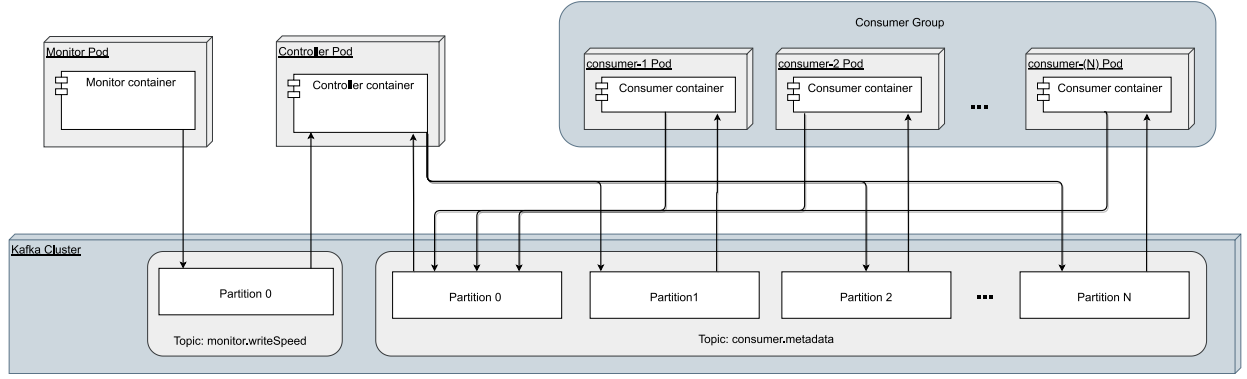 Consumer Group
Monitor Pod
Monitor container
Controller Pod
Controller container
consumer-1 Pod
Consumer container
consumer-2 Pod
Consumer container
...
consumer-(N) Pod
Consumer container
Kafka Cluster
Partition 0
Topic: monitor.writeSpeed
Partition 0
Partition1
Partition 2
...
Partition N
Topic: consumer.metadata